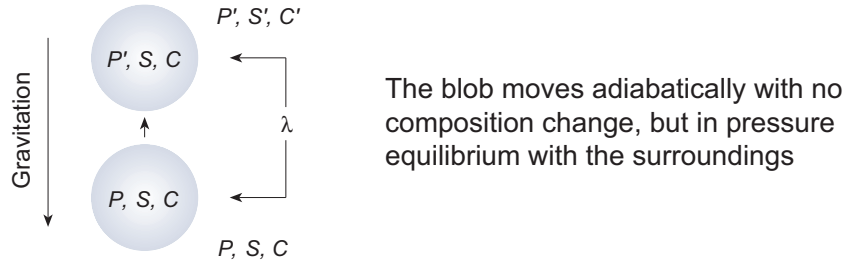 P', S', C'
P', S, C
Gravitation
λ
P, S, C
P, S, C
The blob moves adiabatically with no
composition change, but in pressure
equilibrium with the surroundings